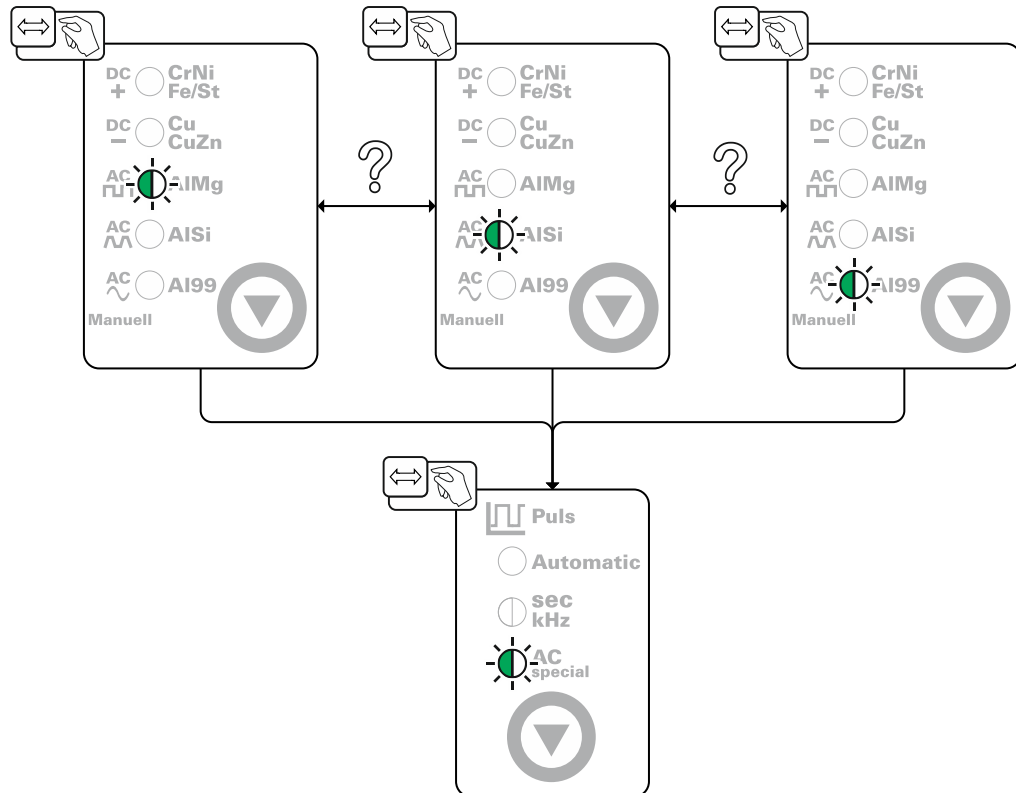 DC + CrNi Fe/St
DC − Cu CuZn
AC AlMg
AC AlSi
AC Al99
Manuell
?
DC + CrNi Fe/St
DC − Cu CuZn
AC AlMg
AC AlSi
AC Al99
Manuell
?
DC + CrNi Fe/St
DC − Cu CuZn
AC AlMg
AC AlSi
AC Al99
Manuell
Puls
Automatic
sec
kHz
AC
special